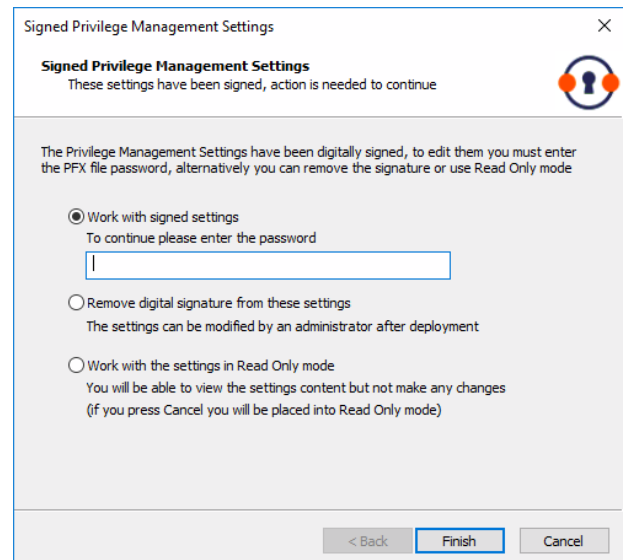 Signed Privilege Management Settings
Signed Privilege Management Settings
These settings have been signed, action is needed to continue
The Privilege Management Settings have been digitally signed, to edit them you must enter
the PFX file password, alternatively you can remove the signature or use Read Only mode
Work with signed settings
To continue please enter the password
Remove digital signature from these settings
The settings can be modified by an administrator after deployment
Work with the settings in Read Only mode
You will be able to view the settings content but not make any changes
(if you press Cancel you will be placed into Read Only mode)
< Back Finish Cancel